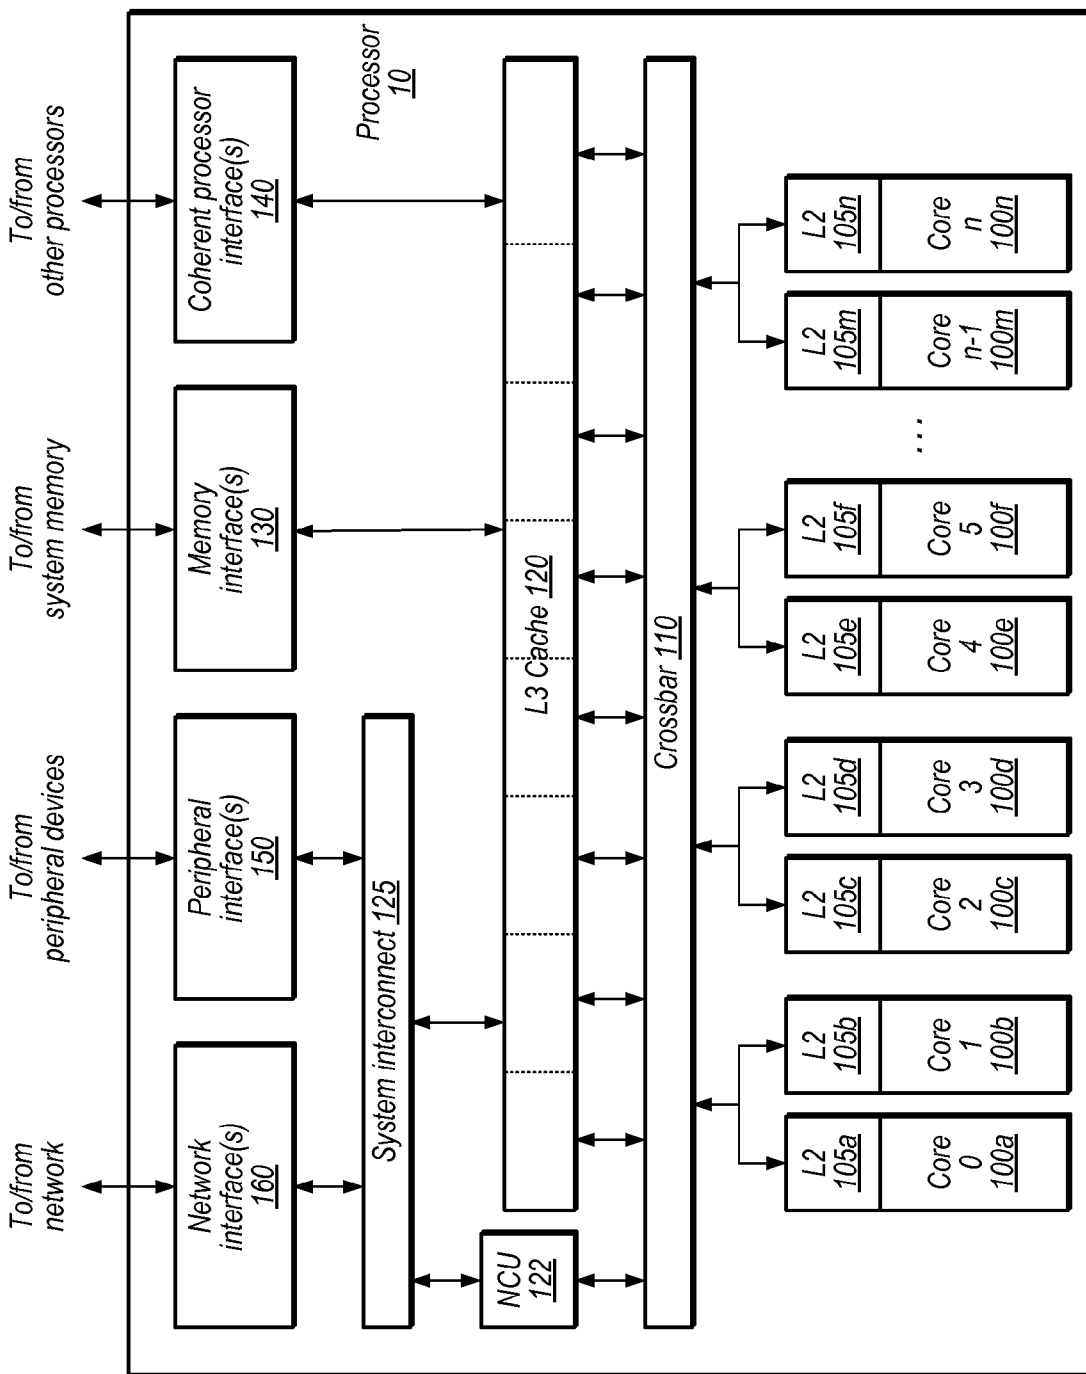 To/from
network
To/from
peripheral devices
To/from
system memory
To/from
other processors
Network
interface(s)
160
Peripheral
interface(s)
150
Memory
interface(s)
130
Coherent processor
interface(s)
140
Processor
10
System interconnect 125
NCU
122
L3 Cache 120
Crossbar 110
L2
105a
Core
0
100a
L2
105b
Core
1
100b
L2
105c
Core
2
100c
L2
105d
Core
3
100d
L2
105e
Core
4
100e
L2
105f
Core
5
100f
...
L2
105m
Core
n-1
100m
L2
105n
Core
n
100n